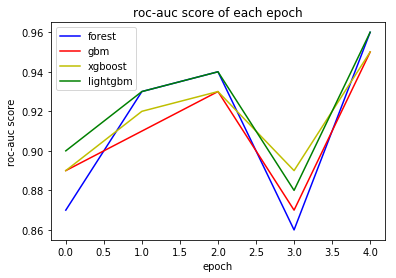 roc-auc score of each epoch
forest
gbm
xgboost
lightgbm
roc-auc score
0.96
0.94
0.92
0.90
0.88
0.86
0.0 0.5 1.0 1.5 2.0 2.5 3.0 3.5 4.0
epoch